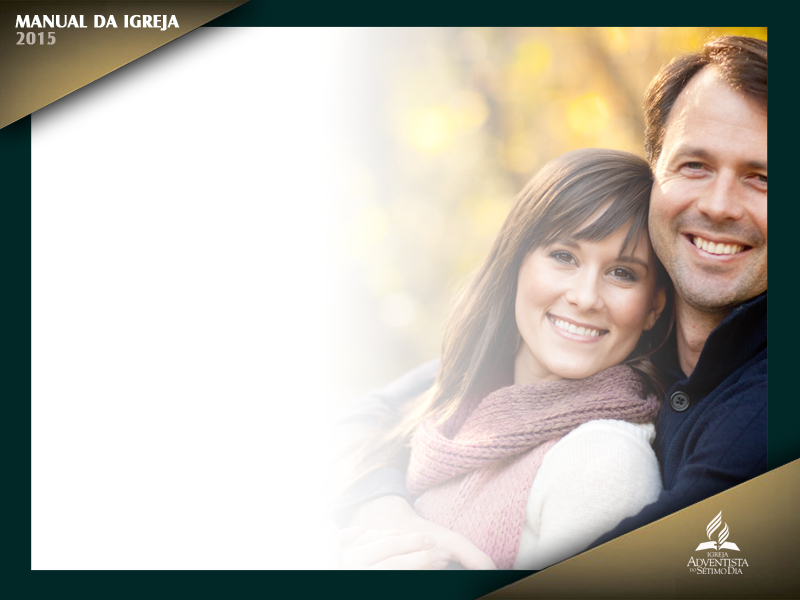 MANUAL DA IGREJA
2015
IGREJA
ADVENTISTA
DO SÉTIMO DIA